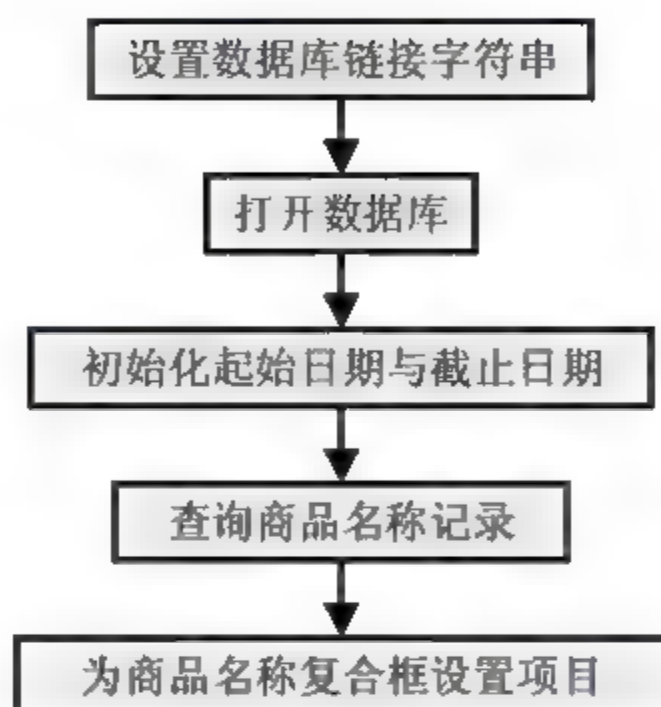 设置数据库链接字符串
打开数据库
初始化起始日期与截止日期
查询商品名称记录
为商品名称复合框设置项目